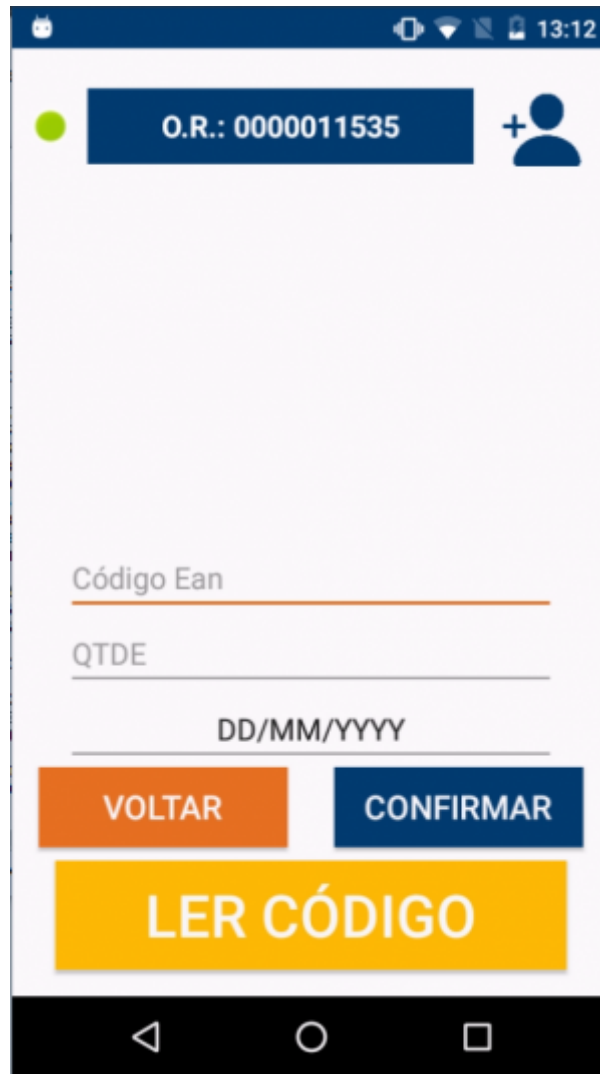 13:12
O.R.: 0000011535
Código Ean
QTDE
DD/MM/YYYY
VOLTAR
CONFIRMAR
LER CÓDIGO